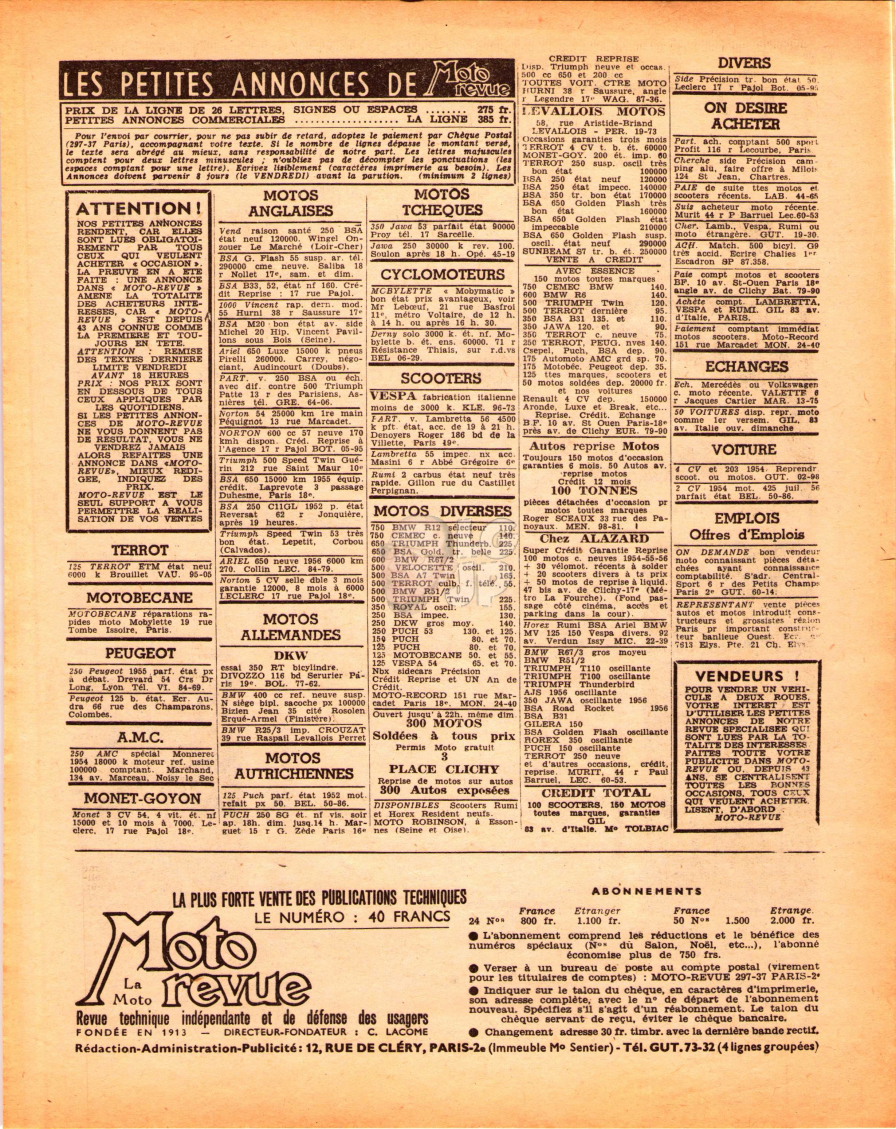 LES PETITES ANNONCES DE Moto revue
PRIX DE LA LIGNE DE 26 LETTRES, SIGNES OU ESPACES ........ 275 fr.
PETITES ANNONCES COMMERCIALES .................. LA LIGNE 385 fr.
Pour l'envoi par courrier, pour ne pas subir de retard, adoptez le paiement par Chèque Postal
(297-37 Paris), accompagnant votre texte. Si le nombre de lignes dépasse le montant versé,
le texte sera abrégé au mieux, sans responsabilité de notre part. Les lettres majuscules
comptent pour deux lettres minuscules ; n'oubliez pas de décompter les ponctuations (les
espaces comptent pour une lettre). Ecrivez lisiblement (caractères imprimerie au besoin). Les
Annonces doivent parvenir 8 jours (le VENDREDI) avant la parution. (minimum 2 lignes)
ATTENTION !
NOS PETITES ANNONCES
RENDENT, CAR ELLES
SONT LUES OBLIGATOI-
REMENT PAR TOUS
CEUX QUI VEULENT
ACHETER « OCCASION ».
LA PREUVE EN A ETE
FAITE : UNE ANNONCE
DANS « MOTO-REVUE »
AMENE LA TOTALITE
DES ACHETEURS INTE-
RESSES, CAR « MOTO-
REVUE » EST DEPUIS
43 ANS CONNUE COMME
LA PREMIERE ET TOU-
JOURS EN TETE.
ATTENTION : REMISE
DES TEXTES DERNIERE
LIMITE VENDREDI
AVANT 18 HEURES
PRIX : NOS PRIX SONT
EN DESSOUS DE TOUS
CEUX APPLIQUES PAR
LES QUOTIDIENS.
SI LES PETITES ANNON-
CES DE MOTO-REVUE
NE VOUS DONNENT PAS
DE RESULTAT, VOUS NE
VENDREZ JAMAIS
ALORS REFAITES UNE
ANNONCE DANS «MOTO-
REVUE», MIEUX REDI-
GEE, INDIQUEZ DES
PRIX.
MOTO-REVUE EST LE
SEUL SUPPORT A VOUS
PERMETTRE LA REALI-
SATION DE VOS VENTES
TERROT
125 TERROT ETM état neuf
6000 k Brouillet VAU. 95-05
MOTOBECANE
MOTOBECANE réparations ra-
pides moto Mobylette 19 rue
Tombe Issoire, Paris.
PEUGEOT
250 Peugeot 1955 parf. état px
à débat. Drevard 54 Crs Dr
Long, Lyon Tél. VI. 84-69.
Peugeot 125 b. état. Ecr. Au-
dra 66 rue des Champarons,
Colombes.
A.M.C.
250 AMC spécial Monneret
1954 18000 k moteur ref. usine
100000 comptant. Marchand,
134 av. Marceau, Noisy le Sec
MONET-GOYON
Monet 3 CV 54, 4 vit. ét. nf
15000 et 10 mois à 7000. Le-
clerc, 17 rue Pajol 18e.
MOTOS
ANGLAISES
Vend raison santé 250 BSA
état neuf 120000. Wingel On-
zouer Le Marché (Loir-Cher)
BSA G. Flash 55 susp. ar. tél.
290000 cme neuve. Saliba 18
r Nollet 17e, sam. et dim.
BSA B33, 52, état nf 160. Cré-
dit Reprise : 17 rue Pajol.
1000 Vincent rap. dern. mod.
55 Hurni 38 r Saussure 17e
BSA M20 bon état av. side
Michel 20 Hip. Vincent Pavil-
lons sous Bois (Seine).
Ariel 650 Luxe 15000 k pneus
Pirelli 260000. Carrey, négo-
ciant, Audincourt (Doubs).
PART. v. 250 BSA ou éch.
avec dif. contre 500 Triumph
Patte 13 r des Parisiens, As-
nières tél. GRE. 64-06.
Norton 54 25000 km 1re main
Péquignot 13 rue Marcadet.
NORTON 600 cc 57 neuve 170
kmh dispon. Créd. Reprise à
l'Agence 17 r Pajol BOT. 05-95
Triumph 500 Speed Twin Gué-
rin 212 rue Saint Maur 10e
BSA 650 15000 km 1955 équip.
crédit. Laprevote 3 passage
Duhesme, Paris 18e.
BSA 250 C11GL 1952 p. état
Reversat 62 r Jonquière,
après 19 heures.
Triumph Speed Twin 53 très
bon état. Lepetit, Corbou
(Calvados).
ARIEL 650 neuve 1956 6000 km
270. Collin LEC. 84-79.
Norton 5 CV selle dble 3 mois
garantie 12000, 8 mois à 6000
LECLERC 17 rue Pajol 18e.
MOTOS
ALLEMANDES
DKW
essai 350 RT bicylindre.
DIVOZZO 116 bd Serurier Pa-
ris 19e. BOL. 77-62.
BMW 400 cc ref. neuve susp.
N siège bipl. sacoche px 100000
Bizien Jean 35 cité Rosolen
Erqué-Armel (Finistère).
BMW R25/3 imp. CROUZAT
39 rue Raspail Levallois Perret
MOTOS
AUTRICHIENNES
125 Puch parf. état 1952 mot.
refait px 50. BEL. 50-86.
PUCH 250 SG ét. nf vis. soir
ap. 18h. dim. jusq.14 h. Mar-
guet 15 r G. Zède Paris 16e
MOTOS
TCHEQUES
350 Jawa 53 parfait état 90000
Proy tél. 17 Sarcelle.
Jawa 250 30000 k rev. 100.
Soulon après 18 h. Opé. 45-19
CYCLOMOTEURS
MCBYLETTE « Mobymatic »
bon état prix avantageux, voir
Mr Lebœuf, 21 rue Basfroi
11e, métro Voltaire, de 12 h.
à 14 h. ou après 16 h. 30.
Derny solo 3000 k. ét. nf. Mo-
bylette b. ét. ens. 60000. 71 r
Résistance Thiais, sur r.d.vs
BEL 06-29.
SCOOTERS
VESPA fabrication italienne
moins de 3000 k. KLE. 96-73
PART. v. Lambretta 56 4500
k pft. état, acc. de 19 à 21 h.
Denoyers Roger 186 bd de la
Villette, Paris 19e.
Lambretta 55 impec. nx acc.
Masini 6 r Abbé Grégoire 6e
Rumi 2 carbus état neuf très
rapide. Gillon rue du Castillet
Perpignan.
MOTOS DIVERSES
750 BMW R12 sélecteur 110.
750 CEMEC neuve 140.
650 TRIUMPH Thunderb. 225.
650 BSA Gold. tr. belle 225.
600 BMW R67/2
500 VELOCETTE oscil. 210.
500 BSA A7 Twin 165.
500 TERROT culb. f. télé. 55.
500 BMW R51/2
500 TRIUMPH Twin 225.
350 ROYAL oscil. 155.
250 BSA impec. 130.
250 DKW gros moy. 140.
250 PUCH 53 130. et 125.
150 PUCH 80. et 70.
125 PUCH 80. et 70.
125 MOTOBECANE 50. et 55.
125 VESPA 54 65. et 70.
Nbx sidecars Précision.
Crédit Reprise et UN An de
Crédit.
MOTO-RECORD 151 rue Mar-
cadet Paris 18e. MON. 24-40
Ouvert jusqu'à 22h. même dim
300 MOTOS
Soldées à tous prix
Permis Moto gratuit
3
PLACE CLICHY
Reprise de motos sur autos
300 Autos exposées
DISPONIBLES Scooters Rumi
et Horex Resident neufs.
MOTO ROBINSON, à Esson-
nes (Seine et Oise).
CREDIT REPRISE
Disp. Triumph neuve et occas.
500 cc 650 et 200 cc
TOUTES VOIT. CTRE MOTO
HURNI 38 r Saussure, angle
r Legendre 17e WAG. 87-36.
LEVALLOIS MOTOS
58, rue Aristide-Briand
LEVALLOIS - PER. 19-73
Occasions garanties trois mois
TERROT 4 CV t. b. ét. 60000
MONET-GOY. 200 ét. imp. 60
TERROT 250 susp oscil très
bon état 100000
BSA 250 état neuf 120000
BSA 250 état impecc. 140000
BSA 350 tr. bon état 170000
BSA 650 Golden Flash très
bon état 160000
BSA 650 Golden Flash état
impeccable 210000
BSA 650 Golden Flash susp.
oscil. état neuf 290000
SUNBEAM S7 tr. b. ét. 250000
VENTE A CREDIT
AVEC ESSENCE
150 motos toutes marques
750 CEMEC genre BMW 120.
600 BMW R6 140.
500 TRIUMPH Twin 120.
500 TERROT dernière 95.
350 BSA B31 135. et 110.
350 JAWA 120. et 90.
350 TERROT c. neuve 75.
250 TERROT, PEUG. nves 140.
Csepel, Puch, BSA dep. 90.
175 Automoto AMC grd sp. 70.
175 Motobéc. Peugeot dep. 35.
125 ttes marques, scooters et
50 motos soldées dep. 20000 fr.
et nos voitures
Renault 4 CV dep. 150000
Aronde, Luxe et Break, etc...
Reprise. Crédit. Echange
BF. 10 av. St Ouen Paris-18e
près av. de Clichy EUR. 79-90
Autos reprise Motos
Toujours 150 motos d'occasion
garanties 6 mois. 50 Autos av.
reprise motos
Crédit 12 mois
100 TONNES
pièces détachées d'occasion pr
motos toutes marques
Roger SCEAUX 33 rue des Pa-
noyaux. MEN. 98-81.
Chez ALAZARD
Super Crédit Garantie Reprise
100 motos c. neuves 1954-55-56
+ 30 vélomot. récents à solder
+ 20 scooters divers à ts prix
+ 50 motos de reprise à liquid.
47 bis av. de Clichy-17e (Mé-
tro La Fourche). (Fond pas-
sage côté cinéma, accès et
parking dans la cour).
Horex Rumi BSA Ariel BMW
MV 125 150 Vespa divers. 92
av. Verdun Issy MIC. 22-39
BMW R67/3 gros moyeu
BMW R51/2
TRIUMPH T110 oscillante
TRIUMPH T100 oscillante
TRIUMPH Thunderbird
AJS 1956 oscillante
350 JAWA oscillante 1956
BSA Road Rocket 1956
BSA B31
GILERA 150
BSA Golden Flash oscillante
ROREX 350 oscillante
PUCH 150 oscillante
TERROT 250 neuve
et d'autres occasions, crédit,
reprise. MURIT, 44 r Paul
Barruel, LEC. 60-53.
CREDIT TOTAL
100 SCOOTERS, 150 MOTOS
toutes marques, garanties
GIL
83 av. d'Italie. Mo TOLBIAC
DIVERS
Side Précision tr. bon état 50.
Leclerc 17 r Pajol Bot. 05-95
ON DESIRE
ACHETER
Part. ach. comptant 500 sport
Profit 116 r Lecourbe, Paris
Cherche side Précision cam-
ping alu, faire offre à Milois
124 St Jean, Chartres.
PAIE de suite ttes motos et
scooters récents. LAB. 44-65
Suis acheteur moto récente.
Murit 44 r P Barruel Lec.60-53
Cher. Lamb., Vespa. Rumi ou
moto étrangère. GUT. 19-30.
ACH. Match. 500 bicyl. G9
très accid. Ecrire Chalies 1er
Escadron SP 87.358.
Paie compt motos et scooters
BF. 10 av. St-Ouen Paris 18e
angle av. de Clichy Bat. 79-90
Achète compt. LAMBRETTA,
VESPA et RUMI. GIL 83 av.
d'Italie, PARIS.
Paiement comptant immédiat
motos scooters. Moto-Record
151 rue Marcadet MON. 24-40
ECHANGES
Ech. Mercédès ou Volkswagen
c. moto récente. VALETTE 8
r Jacques Cartier MAR. 13-75
50 VOITURES disp. repr. moto
comme 1er versem. GIL. 83
av. Italie ouv. dimanche
VOITURE
4 CV et 203 1954. Reprendr
scoot. ou motos. GUT. 02-98
2 CV 1954 mot. 425 juil. 56
parfait état BEL. 50-86.
EMPLOIS
Offres d'Emplois
ON DEMANDE bon vendeur
moto connaissant pièces déta-
chées ayant connaissance
comptabilité. S'adr. Central-
Sport 6 r des Petits Champ
Paris 2e GUT. 60-14.
REPRESENTANT vente pièces
autos et motos introduit cons-
tructeurs et grossistes région
Paris pr important construc-
teur banlieue Ouest. Ecr.
7613 Elys. Pte. 21 Ch. Elys.
VENDEURS !
POUR VENDRE UN VEHI-
CULE A DEUX ROUES,
VOTRE INTERET EST
D'UTILISER LES PETITES
ANNONCES DE NOTRE
REVUE SPECIALISEE QUI
SONT LUES PAR LA TO-
TALITE DES INTERESSES
FAITES TOUTE VOTRE
PUBLICITE DANS MOTO-
REVUE OU, DEPUIS 43
ANS, SE CENTRALISENT
TOUTES LES BONNES
OCCASIONS, TOUS CEUX
QUI VEULENT ACHETER
LISENT, D'ABORD
MOTO-REVUE
LA PLUS FORTE VENTE DES PUBLICATIONS TECHNIQUES
LE NUMÉRO : 40 FRANCS
Moto
La
Moto revue
Revue technique indépendante et de défense des usagers
FONDÉE EN 1913 — DIRECTEUR-FONDATEUR : C. LACOME
ABONNEMENTS
France Etranger France Etrange.
24 Nos 800 fr. 1.100 fr. 50 Nos 1.500 2.000 fr.
● L'abonnement comprend les réductions et le bénéfice des
numéros spéciaux (Nos du Salon, Noël, etc...), l'abonné
économise plus de 750 frs.
● Verser à un bureau de poste au compte postal (virement
pour les titulaires de comptes) : MOTO-REVUE 297-37 PARIS-2e
● Indiquer sur le talon du chèque, en caractères d'imprimerie,
son adresse complète, avec le no de départ de l'abonnement
nouveau. Spécifiez s'il s'agit d'un réabonnement. Le talon du
chèque servant de reçu, éviter le chèque bancaire.
● Changement adresse 30 fr. timbr. avec la dernière bande rectif.
Rédaction-Administration-Publicité : 12, RUE DE CLÉRY, PARIS-2e (Immeuble Mo Sentier) - Tél. GUT. 73-32 (4 lignes groupées)